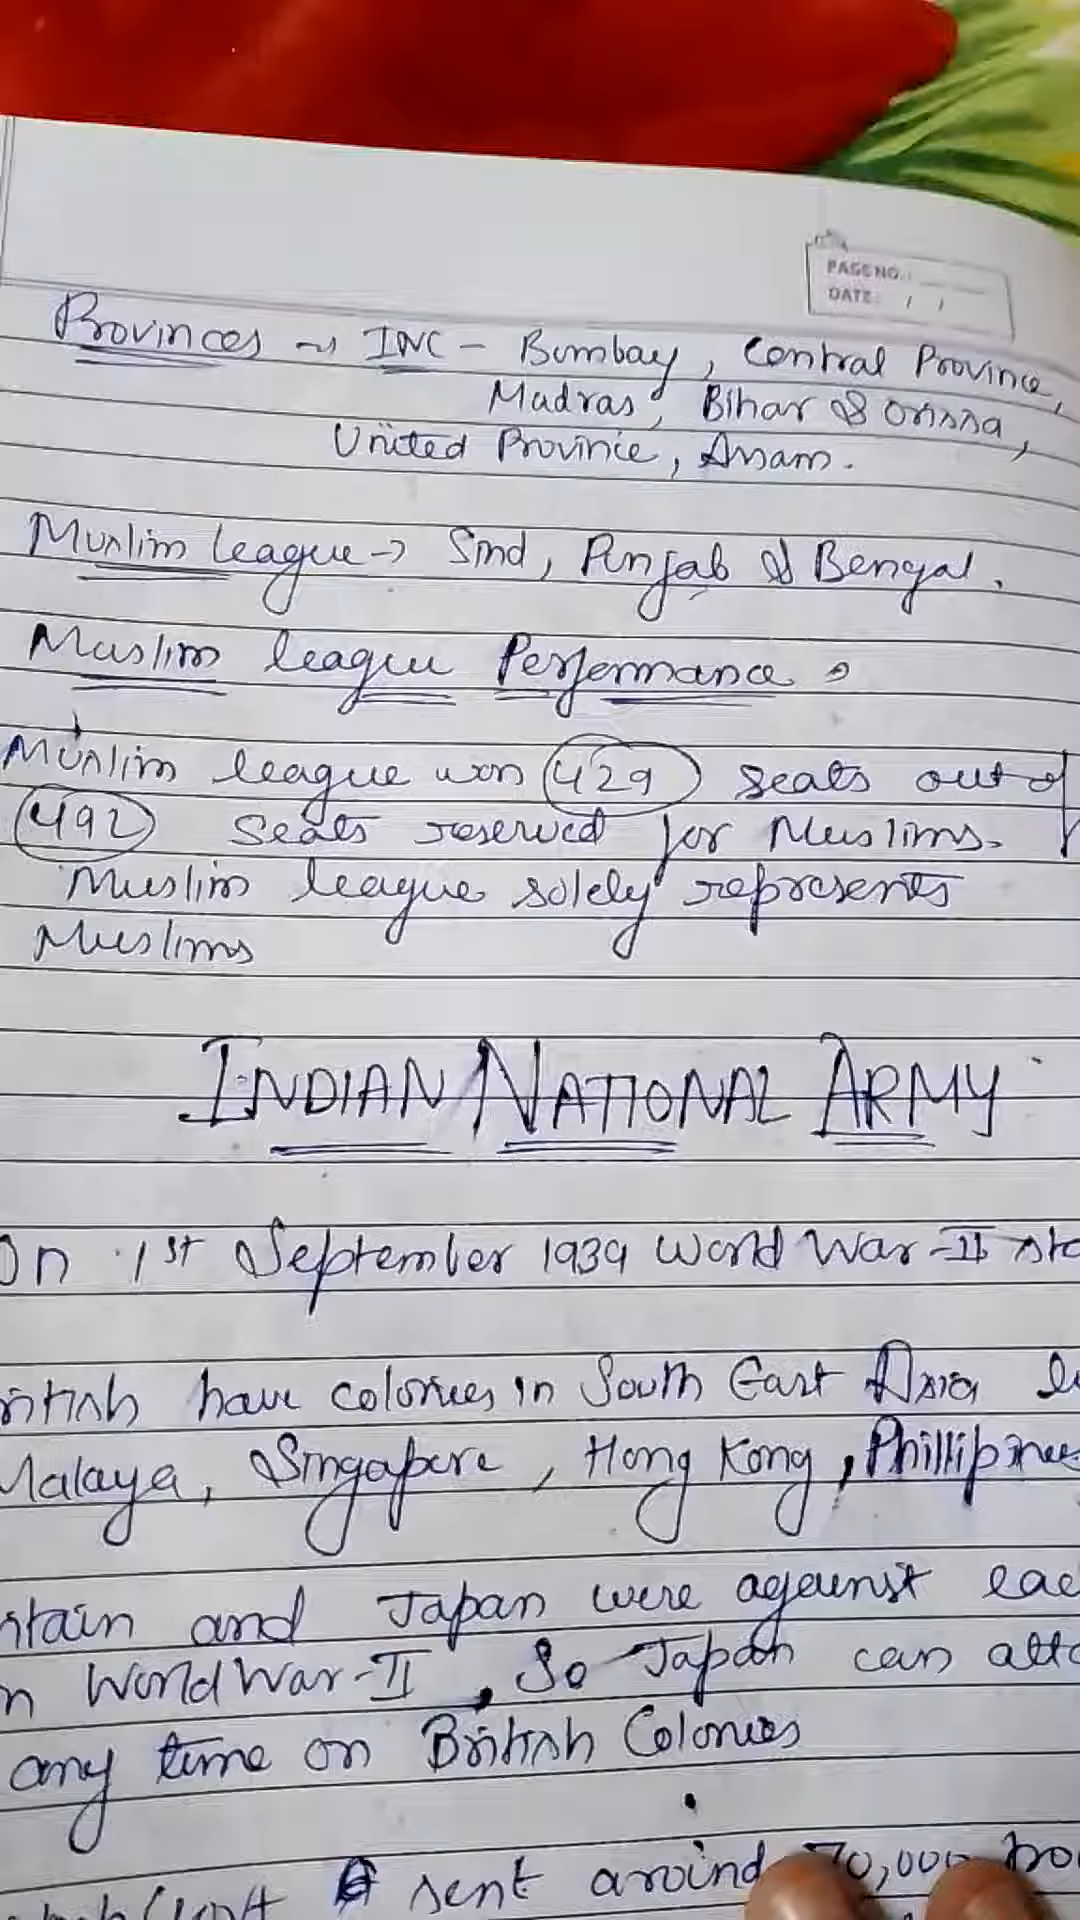 PAGE NO.:
DATE: / /
Provinces → INC - Bombay, Central Province,
Madras, Bihar & Orissa,
United Province, Assam.
Muslim league → Sind, Punjab & Bengal.
Muslim league Performance →
Muslim league won 429 seats out of
492 Seats reserved for Muslims.
Muslim league solely represents
Muslims
INDIAN NATIONAL ARMY
On 1st September 1939 World War-II sta
ritish have colonies in South East Asia
Malaya, Singapore, Hong Kong, Phillipines
ritain and Japan were against eac
n World War-II, So Japan can atta
any time on British Colonies
sent around 70,000